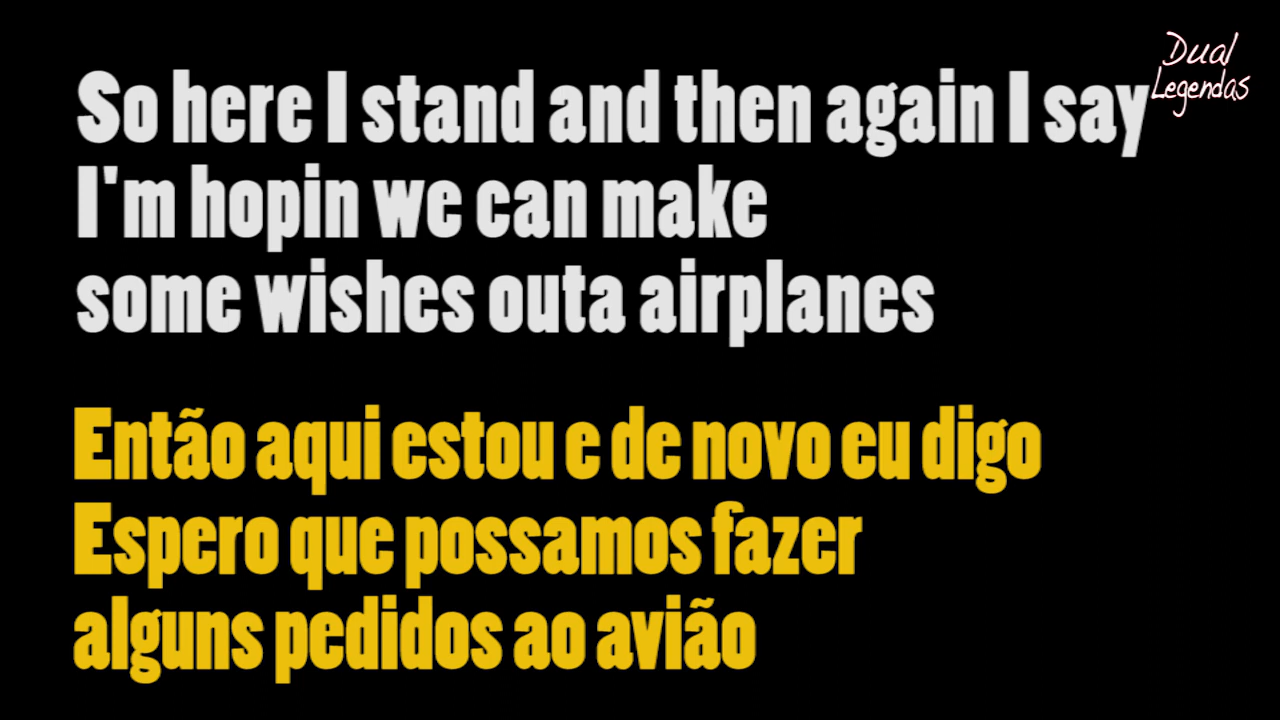 Dual
Legendas
So here I stand and then again I say
I'm hopin we can make
some wishes outa airplanes
Então aqui estou e de novo eu digo
Espero que possamos fazer
alguns pedidos ao avião